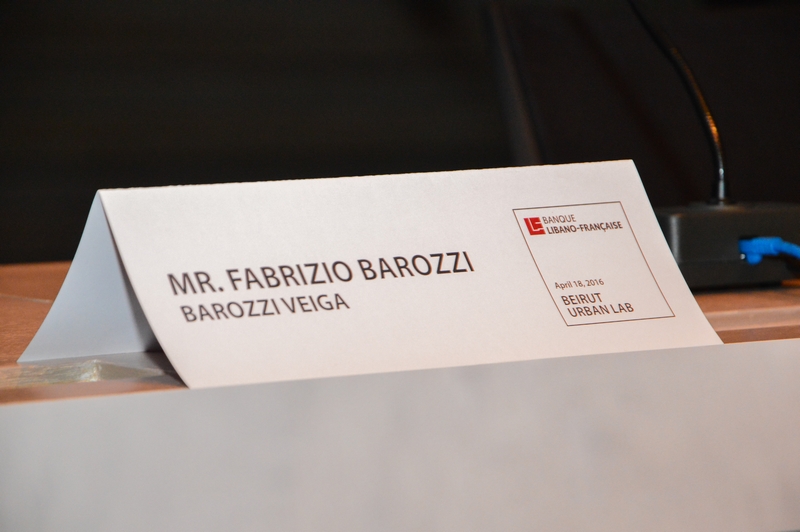 MR. FABRIZIO BAROZZI
BAROZZI VEIGA
BANQUE
LIBANO-FRANÇAISE
April 18, 2016
BEIRUT
URBAN LAB